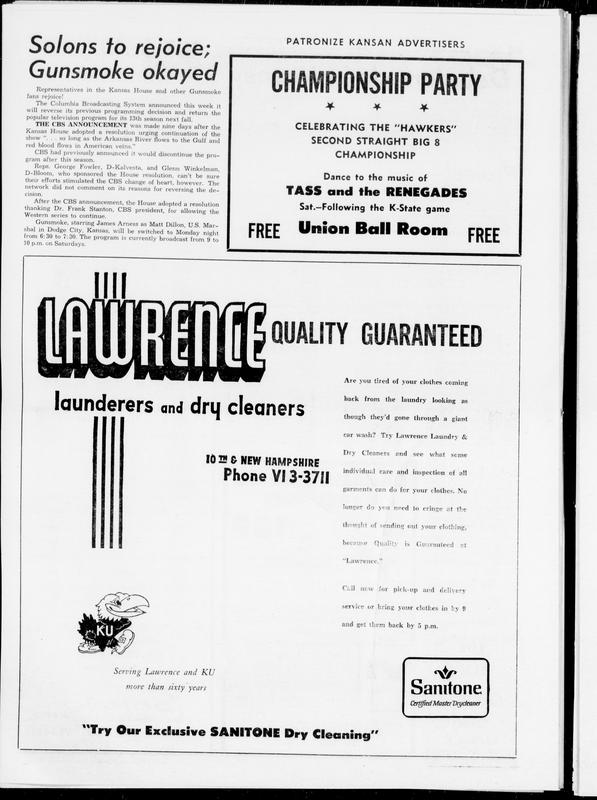 Solons to rejoice;
Gunsmoke okayed
Representatives in the Kansas House and other Gunsmoke
fans rejoice!
The Columbia Broadcasting System announced this week it
will reverse its previous programming decision and return the
popular television program for its 13th season next fall.
THE CBS ANNOUNCEMENT was made nine days after the
Kansas House adopted a resolution urging continuation of the
show ". . . so long as the Arkansas River flows to the Gulf and
red blood flows in American veins."
CBS had previously announced it would discontinue the pro-
gram after this season.
Reps. George Fowler, D-Kalvesta, and Glenn Winkelman,
D-Bloom, who sponsored the House resolution, can't be sure
their efforts stimulated the CBS change of heart, however. The
network did not comment on its reasons for reversing the de-
cision.
After the CBS announcement, the House adopted a resolution
thanking Dr. Frank Stanton, CBS president, for allowing the
Western series to continue.
Gunsmoke, starring James Arness as Matt Dillon, U.S. Mar-
shal in Dodge City, Kansas, will be switched to Monday night
from 6:30 to 7:30. The program is currently broadcast from 9 to
10 p.m. on Saturdays.
PATRONIZE KANSAN ADVERTISERS
CHAMPIONSHIP PARTY
CELEBRATING THE "HAWKERS"
SECOND STRAIGHT BIG 8
CHAMPIONSHIP
Dance to the music of
TASS and the RENEGADES
Sat.–Following the K-State game
FREE Union Ball Room FREE
LAWRENCE QUALITY GUARANTEED
launderers and dry cleaners
10TH & NEW HAMPSHIRE
Phone VI 3-3711
Are you tired of your clothes coming
back from the laundry looking as
though they'd gone through a giant
car wash? Try Lawrence Laundry &
Dry Cleaners and see what sense
individual care and inspection of all
garments can do for your clothes. No
longer do you need to cringe at the
thought of sending out your clothing,
because Quality is Guaranteed at
"Lawrence."
Call now for pick-up and delivery
service or bring your clothes in by 9
and get them back by 5 p.m.
KU
Serving Lawrence and KU
more than sixty years
Sanitone
Certified Master Drycleaner
"Try Our Exclusive SANITONE Dry Cleaning"